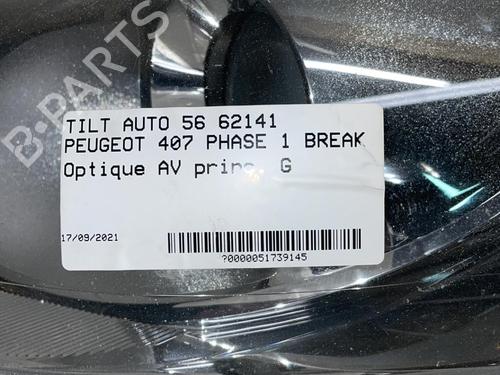 B-PARTS
TILT AUTO 56 62141
PEUGEOT 407 PHASE 1 BREAK
Optique AV princ. G
17/09/2021
?0000051739145